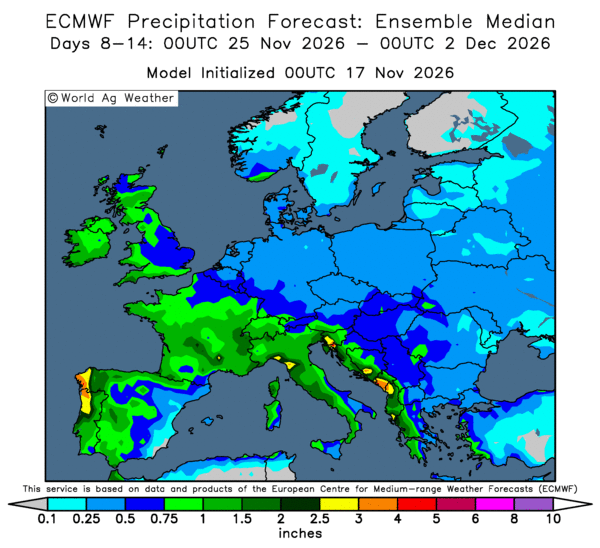 ECMWF Precipitation Forecast: Ensemble Median
Days 8-14: 00UTC 25 Nov 2026 - 00UTC 2 Dec 2026
Model Initialized 00UTC 17 Nov 2026
© World Ag Weather
This service is based on data and products of the European Centre for Medium-range Weather Forecasts (ECMWF)
0.1 0.25 0.5 0.75 1 1.5 2 2.5 3 4 5 6 8 10
inches